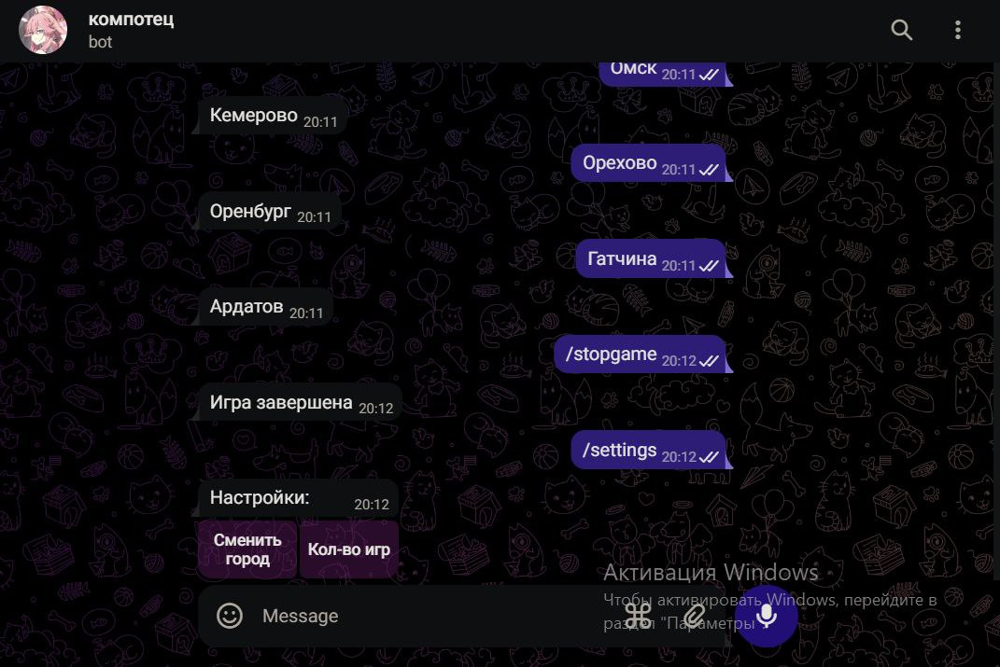 компотец
bot
Омск 20:11
Кемерово 20:11
Орехово 20:11
Оренбург 20:11
Гатчина 20:11
Ардатов 20:11
/stopgame 20:12
Игра завершена 20:12
/settings 20:12
Настройки: 20:12
Сменить
город
Кол-во игр
Активация Windows
Чтобы активировать Windows, перейдите в
раздел "Параметры
Message